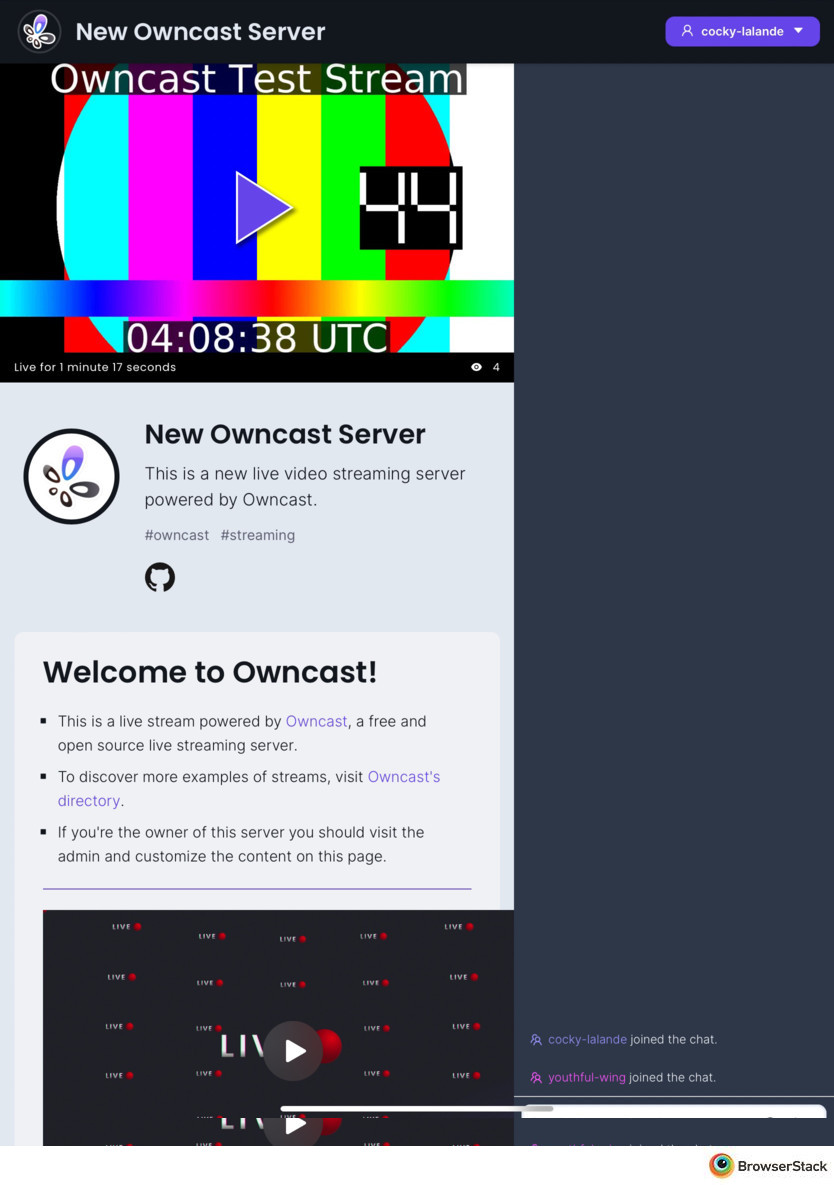 New Owncast Server
cocky-lalande
Owncast Test Stream
44
04:08:38 UTC
Live for 1 minute 17 seconds
4
New Owncast Server
This is a new live video streaming server
powered by Owncast.
#owncast #streaming
Welcome to Owncast!
This is a live stream powered by Owncast, a free and
open source live streaming server.
To discover more examples of streams, visit Owncast's
directory.
If you're the owner of this server you should visit the
admin and customize the content on this page.
LIVE LIVE LIVE LIVE LIVE
LIVE LIVE LIVE LIVE LIVE
LIVE LIVE LIVE LIVE
LIVE LIVE LIVE LIVE
cocky-lalande joined the chat.
youthful-wing joined the chat.
BrowserStack